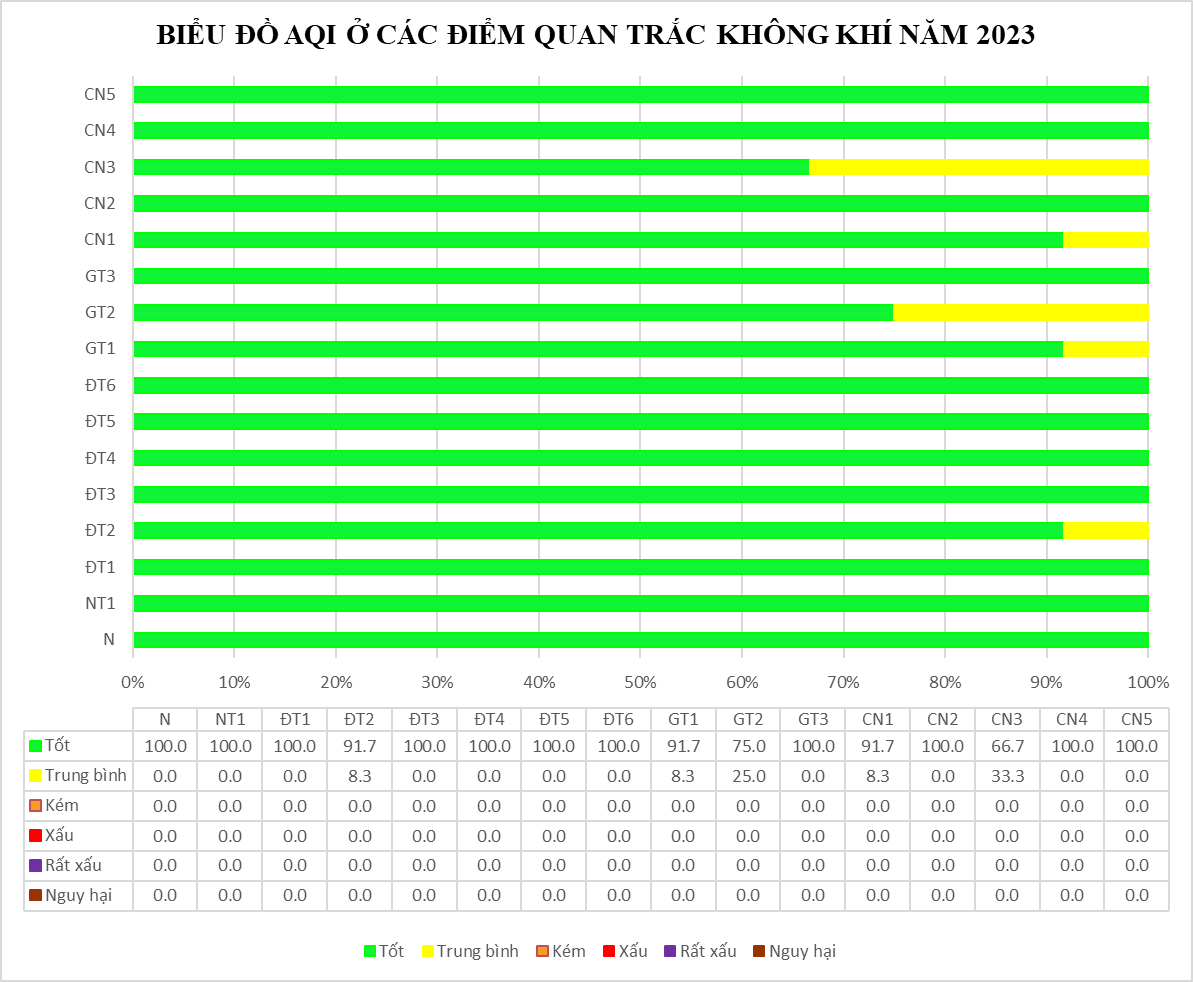 BIỂU ĐỒ AQI Ở CÁC ĐIỂM QUAN TRẮC KHÔNG KHÍ NĂM 2023
CN5
CN4
CN3
CN2
CN1
GT3
GT2
GT1
ĐT6
ĐT5
ĐT4
ĐT3
ĐT2
ĐT1
NT1
N
0% 10% 20% 30% 40% 50% 60% 70% 80% 90% 100%
N NT1 ĐT1 ĐT2 ĐT3 ĐT4 ĐT5 ĐT6 GT1 GT2 GT3 CN1 CN2 CN3 CN4 CN5
Tốt 100.0 100.0 100.0 91.7 100.0 100.0 100.0 100.0 91.7 75.0 100.0 91.7 100.0 66.7 100.0 100.0
Trung bình 0.0 0.0 0.0 8.3 0.0 0.0 0.0 0.0 8.3 25.0 0.0 8.3 0.0 33.3 0.0 0.0
Kém 0.0 0.0 0.0 0.0 0.0 0.0 0.0 0.0 0.0 0.0 0.0 0.0 0.0 0.0 0.0 0.0
Xấu 0.0 0.0 0.0 0.0 0.0 0.0 0.0 0.0 0.0 0.0 0.0 0.0 0.0 0.0 0.0 0.0
Rất xấu 0.0 0.0 0.0 0.0 0.0 0.0 0.0 0.0 0.0 0.0 0.0 0.0 0.0 0.0 0.0 0.0
Nguy hại 0.0 0.0 0.0 0.0 0.0 0.0 0.0 0.0 0.0 0.0 0.0 0.0 0.0 0.0 0.0 0.0
Tốt Trung bình Kém Xấu Rất xấu Nguy hại